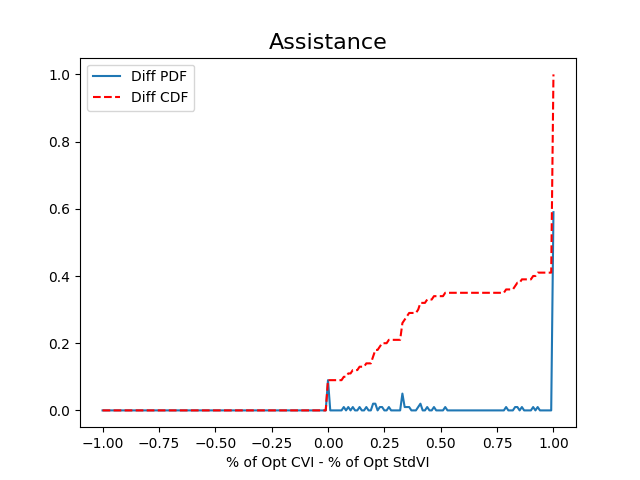 Assistance
Diff PDF
Diff CDF
1.0
0.8
0.6
0.4
0.2
0.0
−1.00 −0.75 −0.50 −0.25 0.00 0.25 0.50 0.75 1.00
% of Opt CVI - % of Opt StdVI